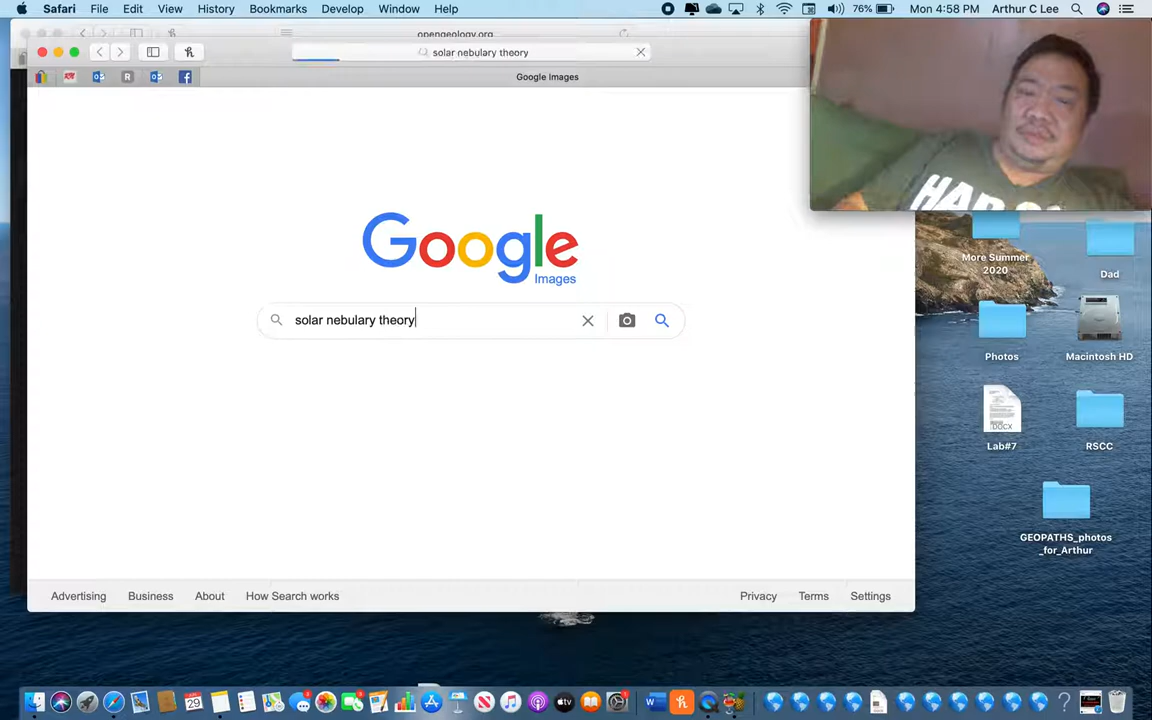 Safari File Edit View History Bookmarks Develop Window Help 76% Mon 4:58 PM Arthur C Lee
opengeology.org
solar nebulary theory
Google Images
Google
Images
solar nebulary theory
Advertising Business About How Search works Privacy Terms Settings
More Summer
2020
Dad
Photos
Macintosh HD
DOCX
Lab#7
RSCC
GEOPATHS_photos
_for_Arthur
29